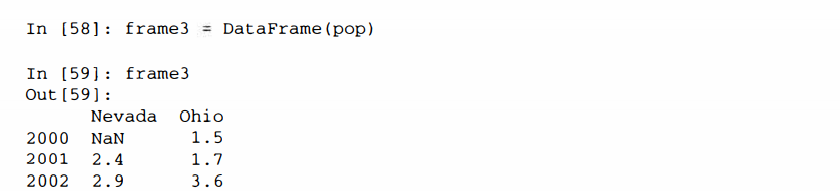 In [58]: frame3 = DataFrame(pop)
In [59]: frame3
Out[59]:
Nevada Ohio
2000 NaN 1.5
2001 2.4 1.7
2002 2.9 3.6